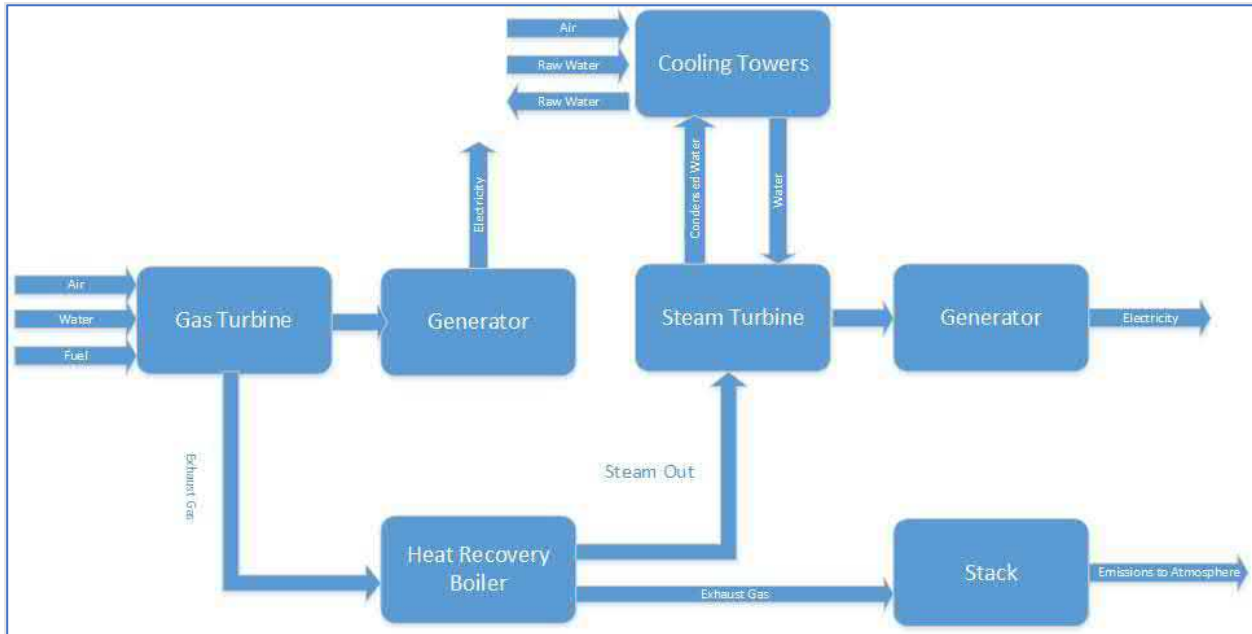 Air
Raw Water
Raw Water
Cooling Towers
Electricity
Condensed Water
Water
Air
Water
Fuel
Gas Turbine
Generator
Steam Turbine
Generator
Electricity
Exhaust Gas
Steam Out
Heat Recovery
Boiler
Exhaust Gas
Stack
Emissions to Atmosphere